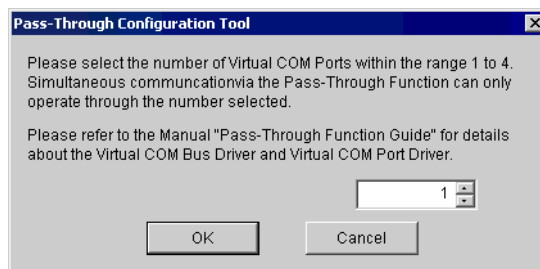 Pass-Through Configuration Tool
Please select the number of Virtual COM Ports within the range 1 to 4.
Simultaneous communcationvia the Pass-Through Function can only
operate through the number selected.
Please refer to the Manual "Pass-Through Function Guide" for details
about the Virtual COM Bus Driver and Virtual COM Port Driver.
1
OK Cancel